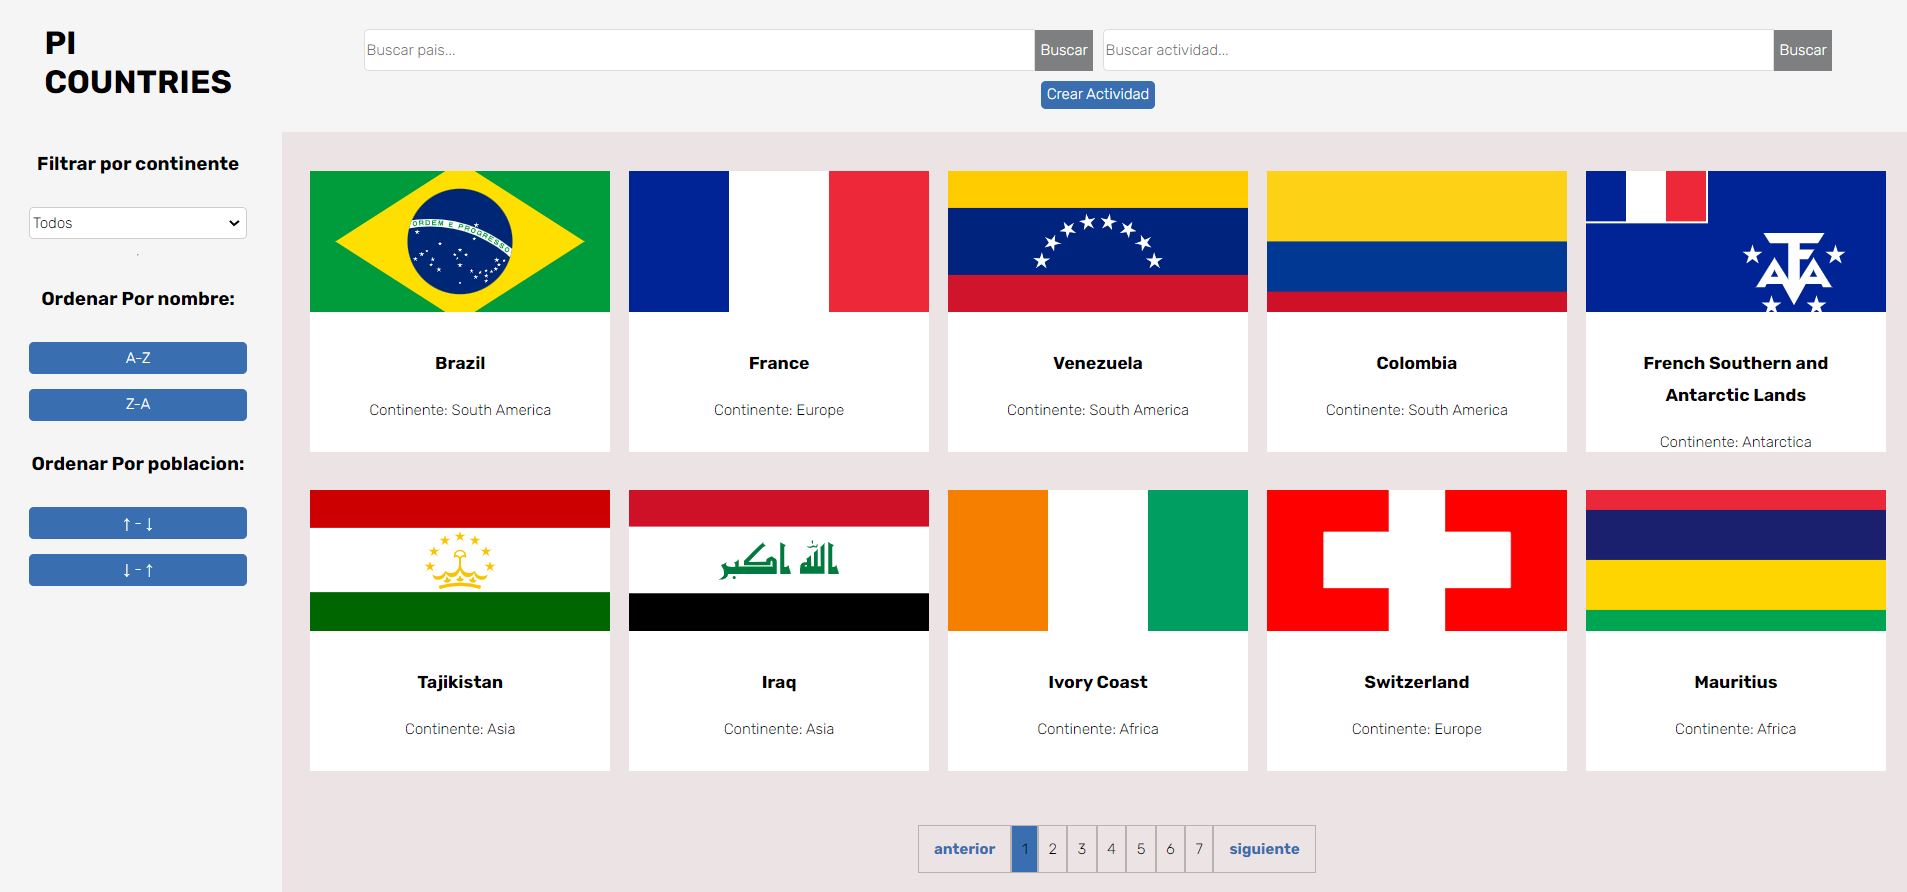 PI
COUNTRIES
Buscar pais...
Buscar
Buscar actividad...
Buscar
Crear Actividad
Filtrar por continente
Todos
.
Ordenar Por nombre:
A-Z
Z-A
Ordenar Por poblacion:
↑ - ↓
↓ - ↑
ORDEM E PROGRESSO
Brazil
Continente: South America
France
Continente: Europe
Venezuela
Continente: South America
Colombia
Continente: South America
TAAF
French Southern and
Antarctic Lands
Continente: Antarctica
Tajikistan
Continente: Asia
الله اكبر
Iraq
Continente: Asia
Ivory Coast
Continente: Africa
Switzerland
Continente: Europe
Mauritius
Continente: Africa
anterior 1 2 3 4 5 6 7 siguiente